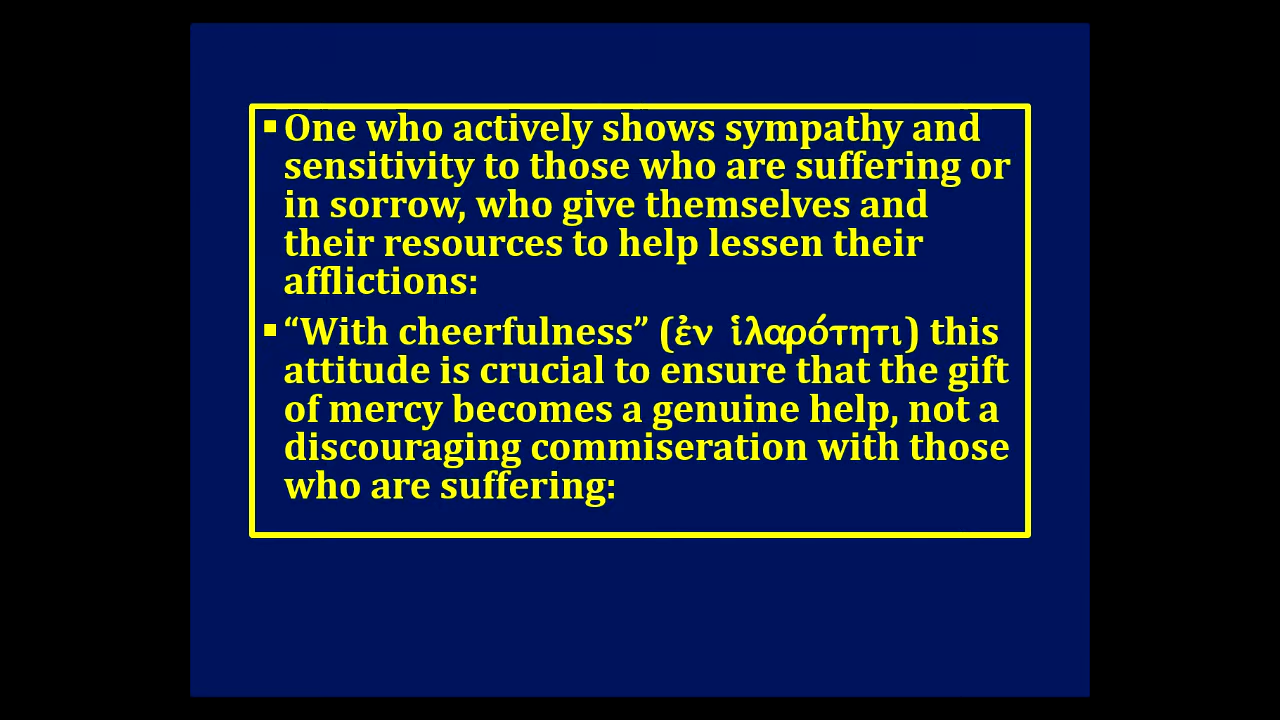 ▪One who actively shows sympathy and
sensitivity to those who are suffering or
in sorrow, who give themselves and
their resources to help lessen their
afflictions:
▪“With cheerfulness” (ἐν ἱλαρότητι) this
attitude is crucial to ensure that the gift
of mercy becomes a genuine help, not a
discouraging commiseration with those
who are suffering: